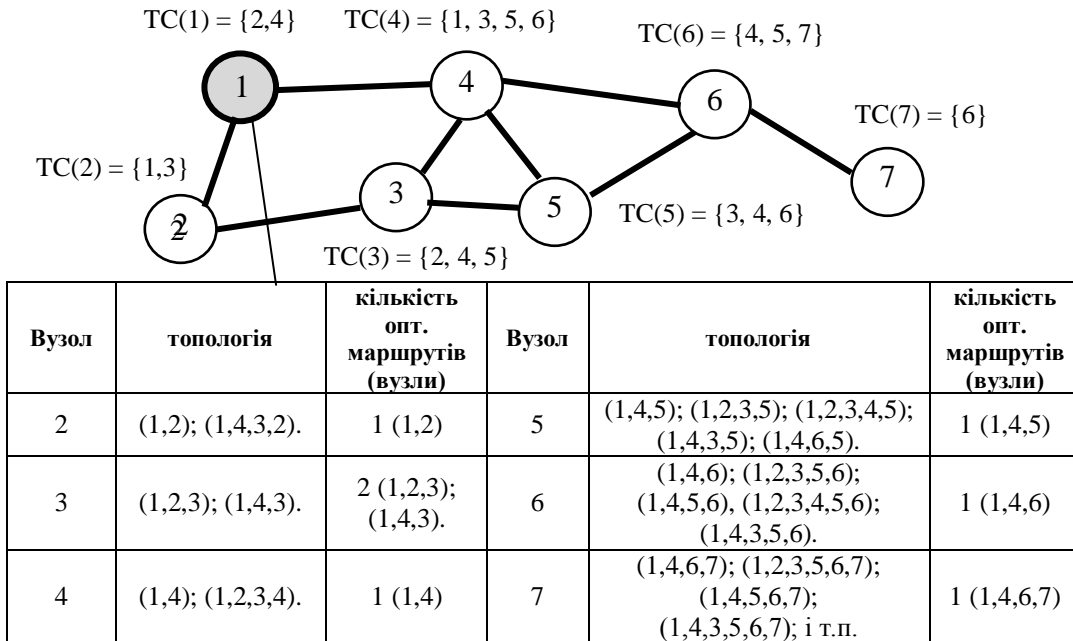 TC(1) = {2,4}
TC(4) = {1, 3, 5, 6}
TC(6) = {4, 5, 7}
1
4
6
TC(7) = {6}
TC(2) = {1,3}
7
2
3
5
TC(5) = {3, 4, 6}
TC(3) = {2, 4, 5}
Вузол
топологія
кількість
опт.
маршрутів
(вузли)
Вузол
топологія
кількість
опт.
маршрутів
(вузли)
2
(1,2); (1,4,3,2).
1 (1,2)
5
(1,4,5); (1,2,3,5); (1,2,3,4,5);
(1,4,3,5); (1,4,6,5).
1 (1,4,5)
3
(1,2,3); (1,4,3).
2 (1,2,3);
(1,4,3).
6
(1,4,6); (1,2,3,5,6);
(1,4,5,6), (1,2,3,4,5,6);
(1,4,3,5,6).
1 (1,4,6)
4
(1,4); (1,2,3,4).
1 (1,4)
7
(1,4,6,7); (1,2,3,5,6,7);
(1,4,5,6,7);
(1,4,3,5,6,7); і т.п.
1 (1,4,6,7)